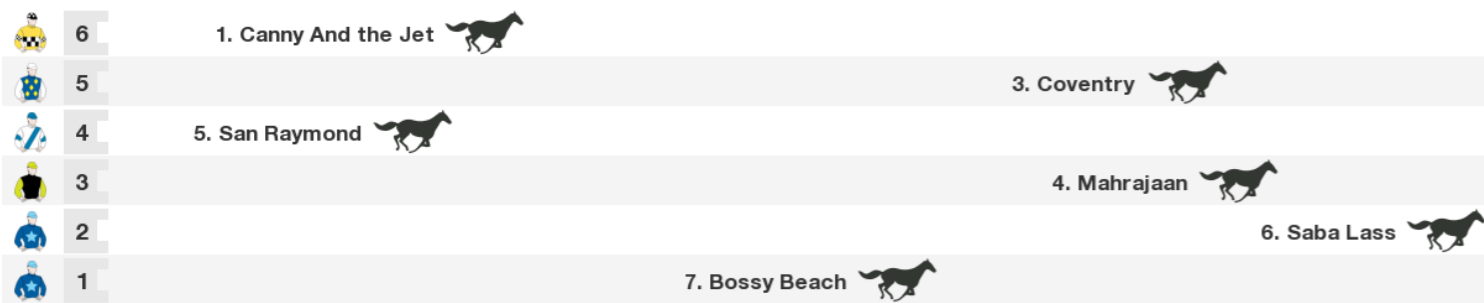 6 1. Canny And the Jet
5 3. Coventry
4 5. San Raymond
3 4. Mahrajaan
2 6. Saba Lass
1 7. Bossy Beach